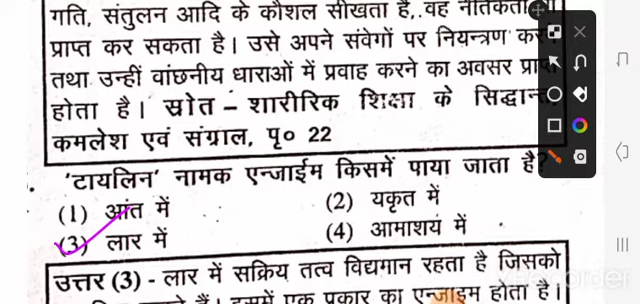 गति, संतुलन आदि के कौशल सीखता है, वह नैतिकता
प्राप्त कर सकता है। उसे अपने संवेगों पर नियन्त्रण
तथा उन्हीं वांछनीय धाराओं में प्रवाह करने का अवसर
होता है। स्रोत – शारीरिक शिक्षा के सिद्धान्त
कमलेश एवं संग्राल, पृ० 22
'टायलिन' नामक एन्जाईम किसमें पाया जाता है?
(1) आंत में (2) यकृत में
(3) लार में (4) आमाशय में
उत्तर (3) - लार में सक्रिय तत्व विद्यमान रहता है जिसको
हैं। इसमें एक प्रकार का एन्जाइम होता है।